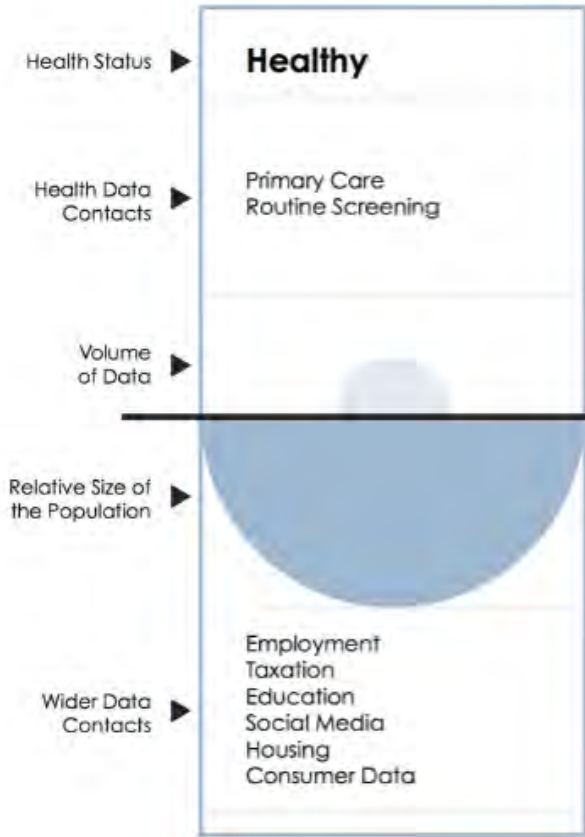 Health Status
Healthy
Health Data
Contacts
Primary Care
Routine Screening
Volume
of Data
Relative Size of
the Population
Wider Data
Contacts
Employment
Taxation
Education
Social Media
Housing
Consumer Data